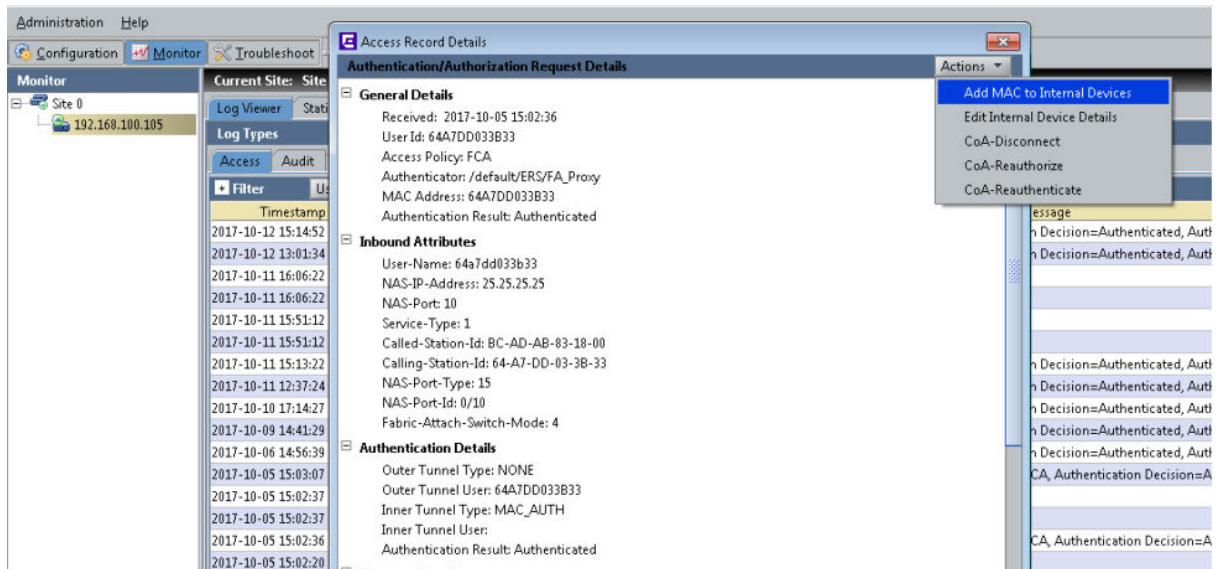 Administration Help
Configuration Monitor Troubleshoot
Monitor
Site 0
192.168.100.105
Current Site: Site
Log Viewer Stati
Log Types
Access Audit
Filter Us
Timestamp
2017-10-12 15:14:52
2017-10-12 13:01:34
2017-10-11 16:06:22
2017-10-11 16:06:22
2017-10-11 15:51:12
2017-10-11 15:51:12
2017-10-11 15:13:22
2017-10-11 12:37:24
2017-10-10 17:14:27
2017-10-09 14:41:29
2017-10-06 14:56:39
2017-10-05 15:03:07
2017-10-05 15:02:37
2017-10-05 15:02:37
2017-10-05 15:02:36
2017-10-05 15:02:20
Access Record Details
Authentication/Authorization Request Details
Actions
Add MAC to Internal Devices
Edit Internal Device Details
CoA-Disconnect
CoA-Reauthorize
CoA-Reauthenticate
General Details
Received: 2017-10-05 15:02:36
User Id: 64A7DD033B33
Access Policy: FCA
Authenticator: /default/ERS/FA_Proxy
MAC Address: 64A7DD033B33
Authentication Result: Authenticated
Inbound Attributes
User-Name: 64a7dd033b33
NAS-IP-Address: 25.25.25.25
NAS-Port: 10
Service-Type: 1
Called-Station-Id: BC-AD-AB-83-18-00
Calling-Station-Id: 64-A7-DD-03-3B-33
NAS-Port-Type: 15
NAS-Port-Id: 0/10
Fabric-Attach-Switch-Mode: 4
Authentication Details
Outer Tunnel Type: NONE
Outer Tunnel User: 64A7DD033B33
Inner Tunnel Type: MAC_AUTH
Inner Tunnel User:
Authentication Result: Authenticated
essage
n Decision=Authenticated, Auth
n Decision=Authenticated, Auth
n Decision=Authenticated, Auth
n Decision=Authenticated, Auth
n Decision=Authenticated, Auth
n Decision=Authenticated, Auth
n Decision=Authenticated, Auth
CA, Authentication Decision=A
CA, Authentication Decision=A